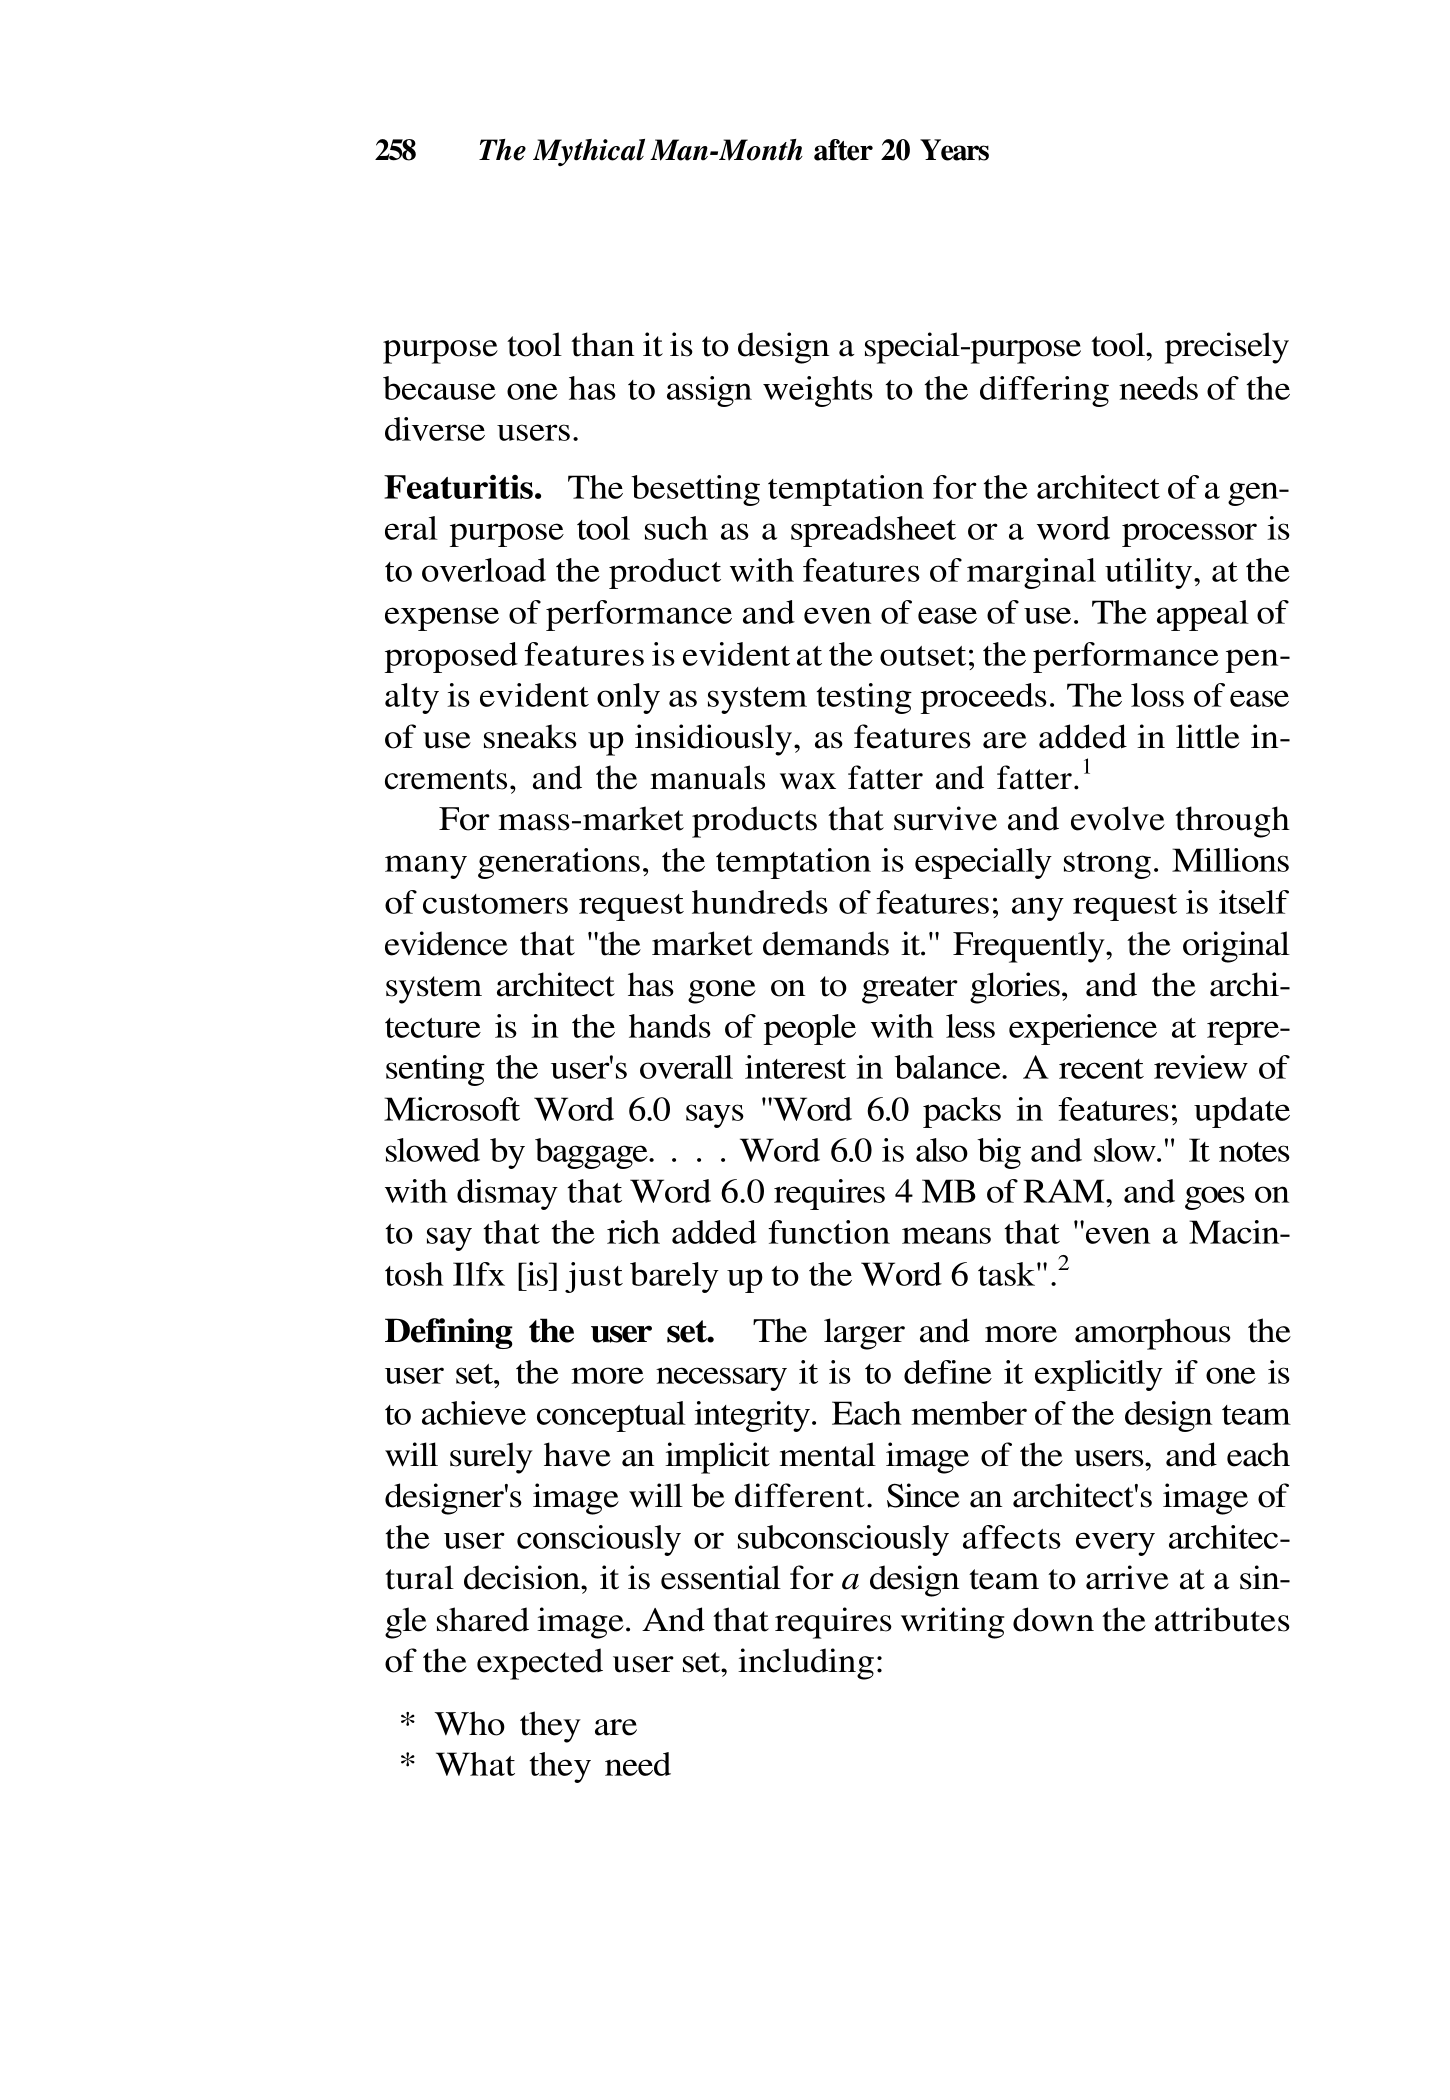 258 The Mythical Man-Month after 20 Years
purpose tool than it is to design a special-purpose tool, precisely
because one has to assign weights to the differing needs of the
diverse users.
Featuritis. The besetting temptation for the architect of a gen-
eral purpose tool such as a spreadsheet or a word processor is
to overload the product with features of marginal utility, at the
expense of performance and even of ease of use. The appeal of
proposed features is evident at the outset; the performance pen-
alty is evident only as system testing proceeds. The loss of ease
of use sneaks up insidiously, as features are added in little in-
crements, and the manuals wax fatter and fatter.1
For mass-market products that survive and evolve through
many generations, the temptation is especially strong. Millions
of customers request hundreds of features; any request is itself
evidence that "the market demands it." Frequently, the original
system architect has gone on to greater glories, and the archi-
tecture is in the hands of people with less experience at repre-
senting the user's overall interest in balance. A recent review of
Microsoft Word 6.0 says "Word 6.0 packs in features; update
slowed by baggage. . . . Word 6.0 is also big and slow." It notes
with dismay that Word 6.0 requires 4 MB of RAM, and goes on
to say that the rich added function means that "even a Macin-
tosh Ilfx [is] just barely up to the Word 6 task".2
Defining the user set. The larger and more amorphous the
user set, the more necessary it is to define it explicitly if one is
to achieve conceptual integrity. Each member of the design team
will surely have an implicit mental image of the users, and each
designer's image will be different. Since an architect's image of
the user consciously or subconsciously affects every architec-
tural decision, it is essential for a design team to arrive at a sin-
gle shared image. And that requires writing down the attributes
of the expected user set, including:
* Who they are
* What they need